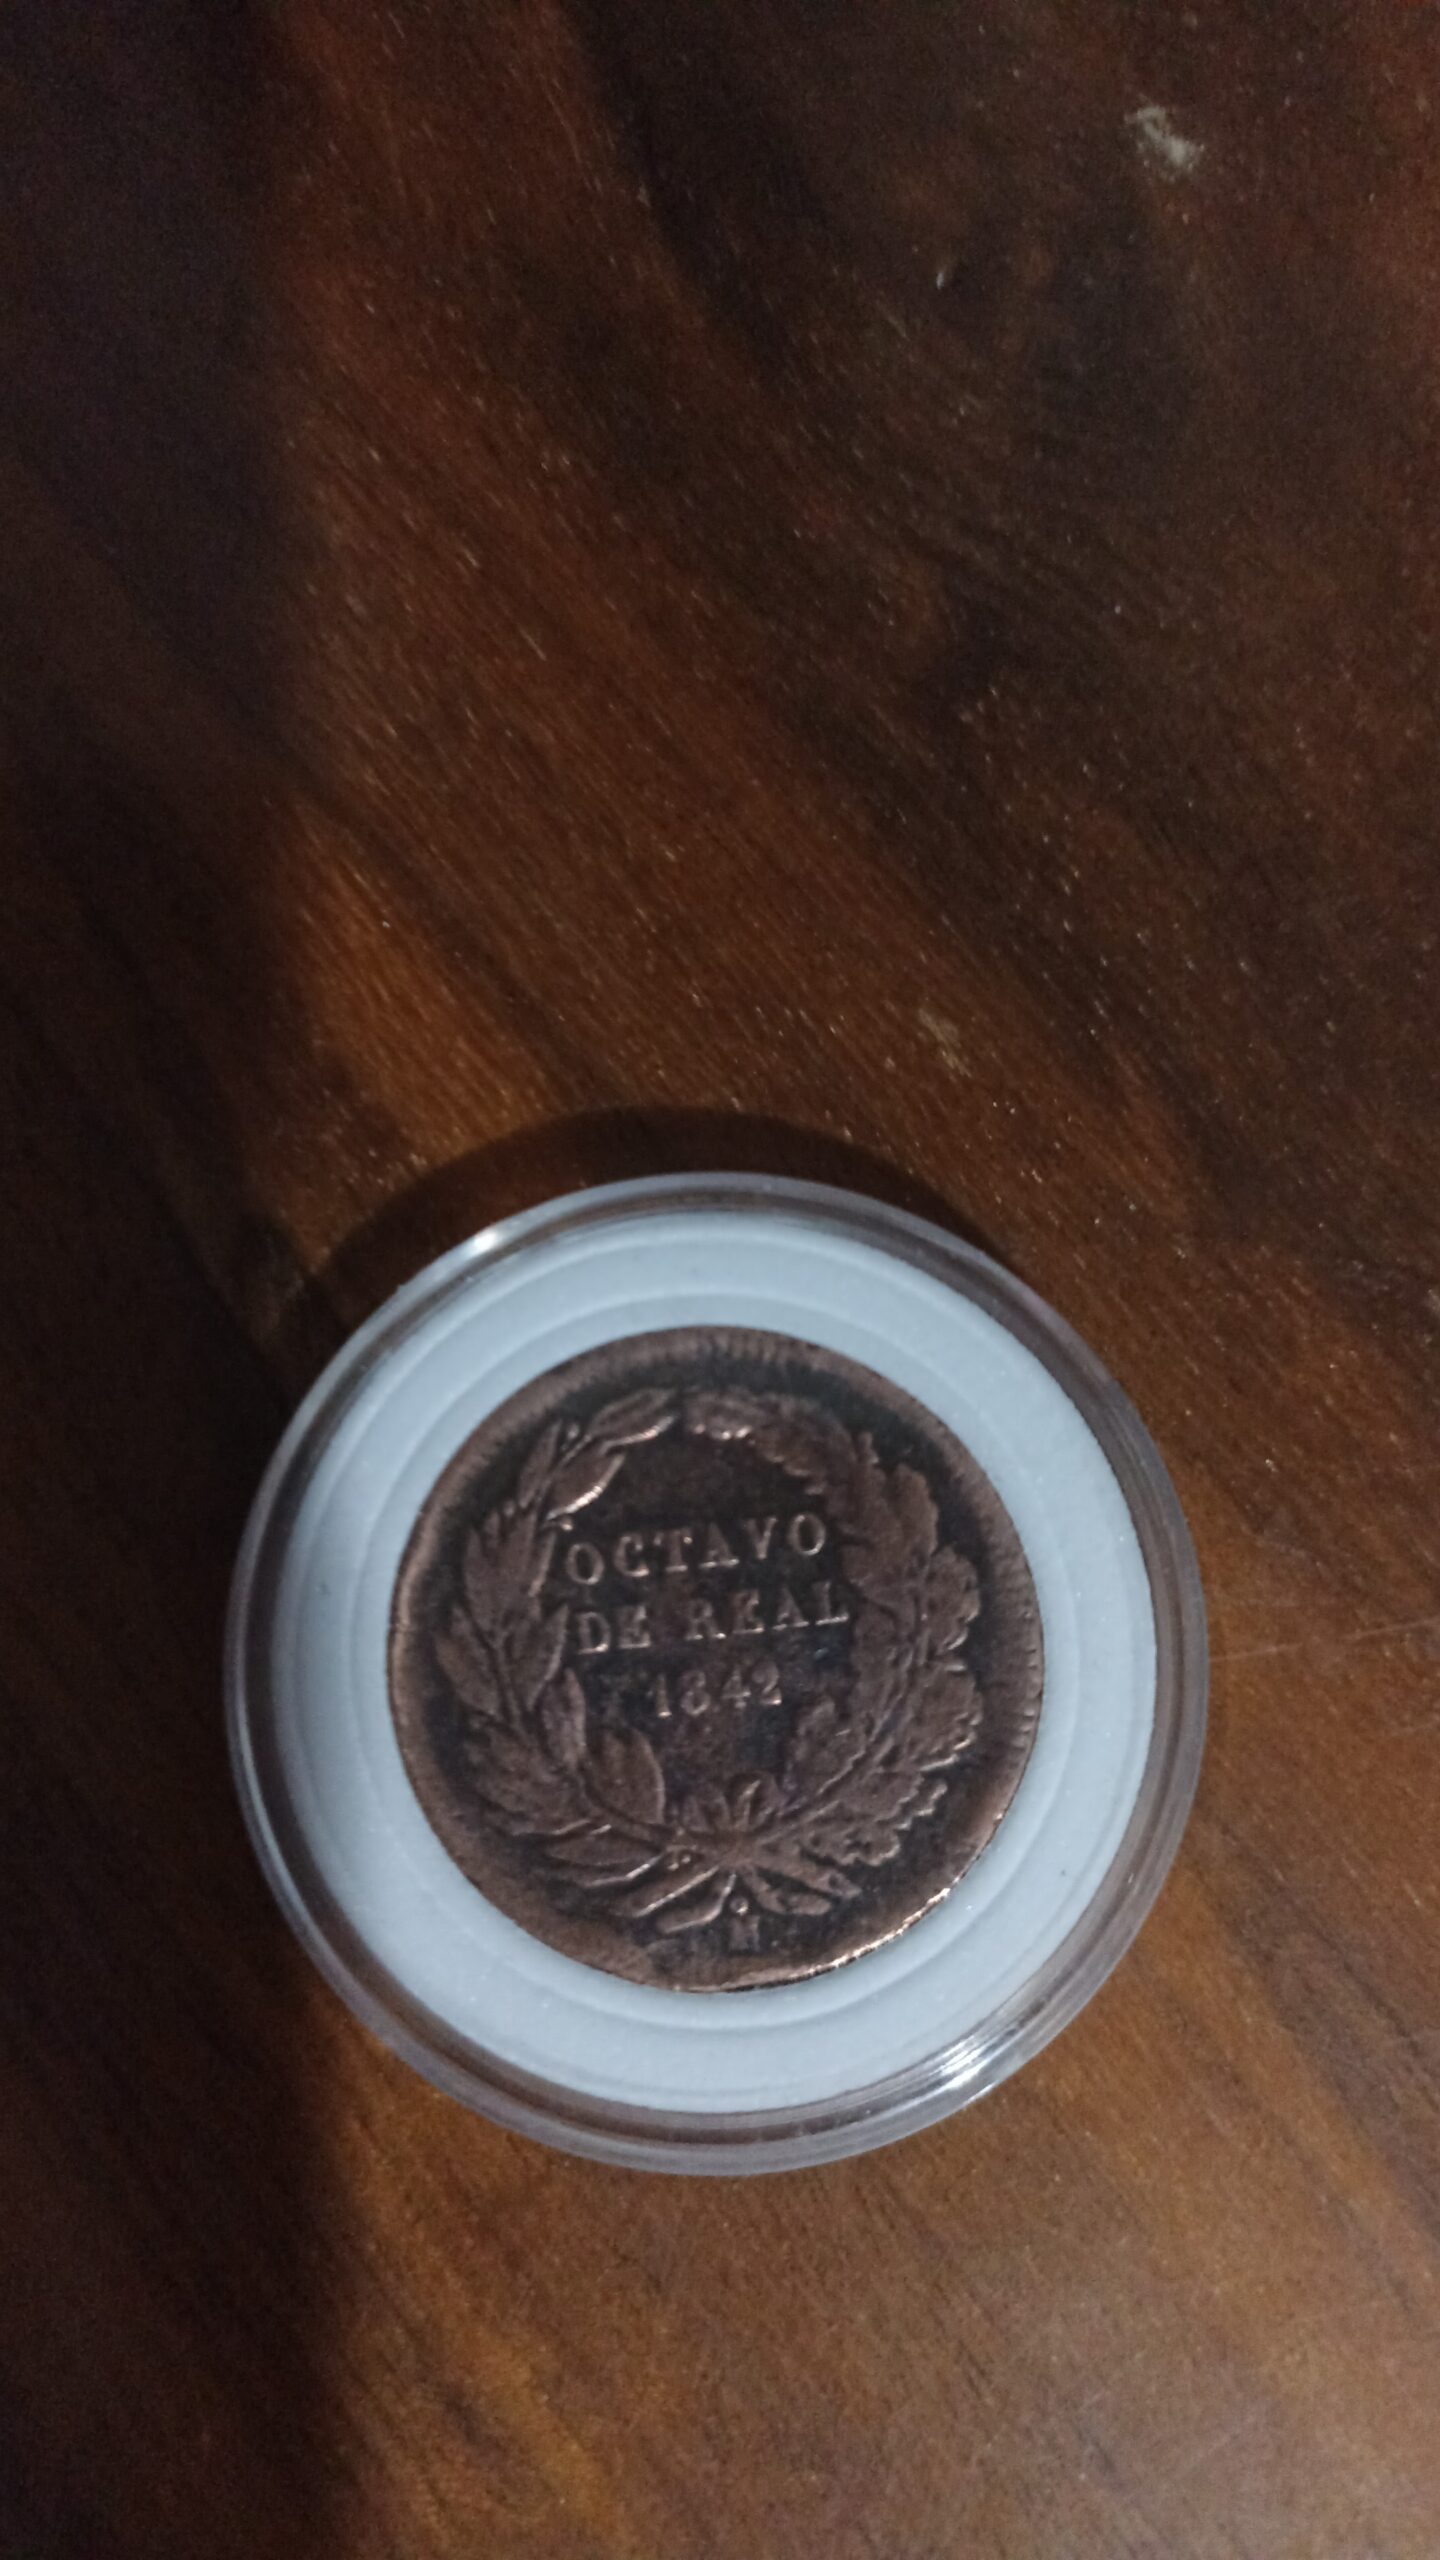 OCTAVO
DE REAL
1842
M